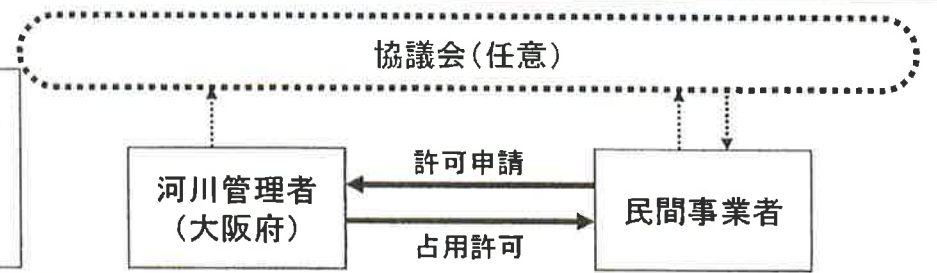 協議会（任意）
許可申請
河川管理者
（大阪府）
民間事業者
占用許可